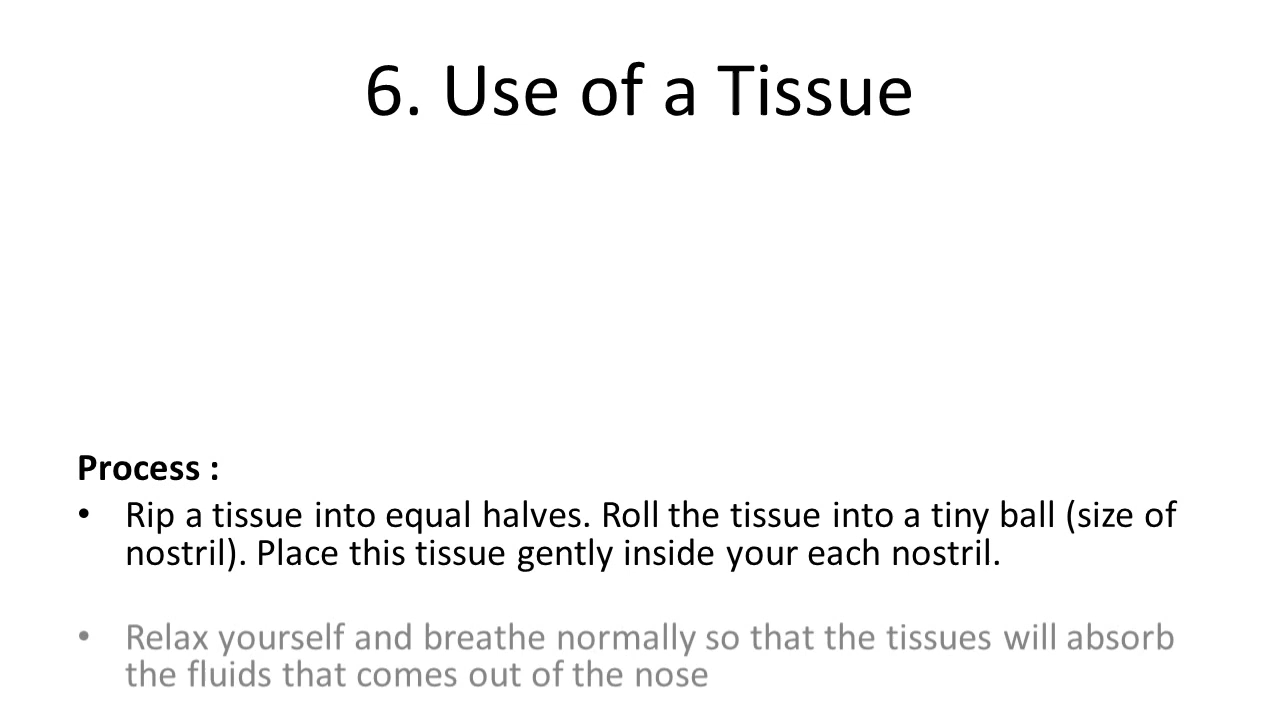 6. Use of a Tissue
Process :
• Rip a tissue into equal halves. Roll the tissue into a tiny ball (size of
nostril). Place this tissue gently inside your each nostril.
• Relax yourself and breathe normally so that the tissues will absorb
the fluids that comes out of the nose